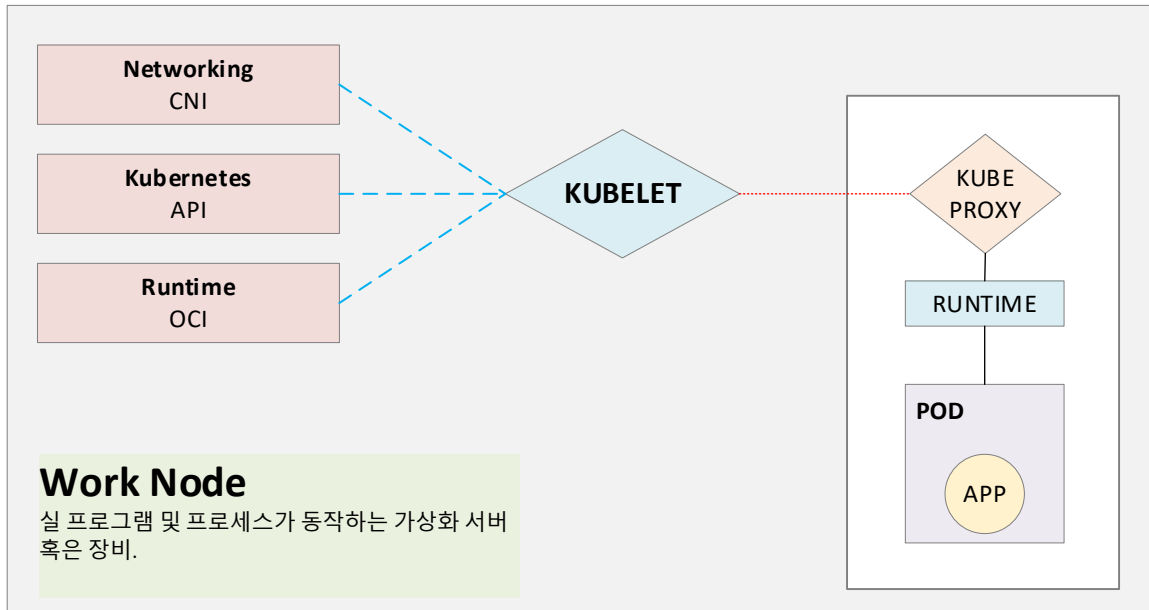 Networking
CNI
Kubernetes
API
Runtime
OCI
KUBELET
KUBE
PROXY
RUNTIME
POD
APP
Work Node
실 프로그램 및 프로세스가 동작하는 가상화 서버
혹은 장비.